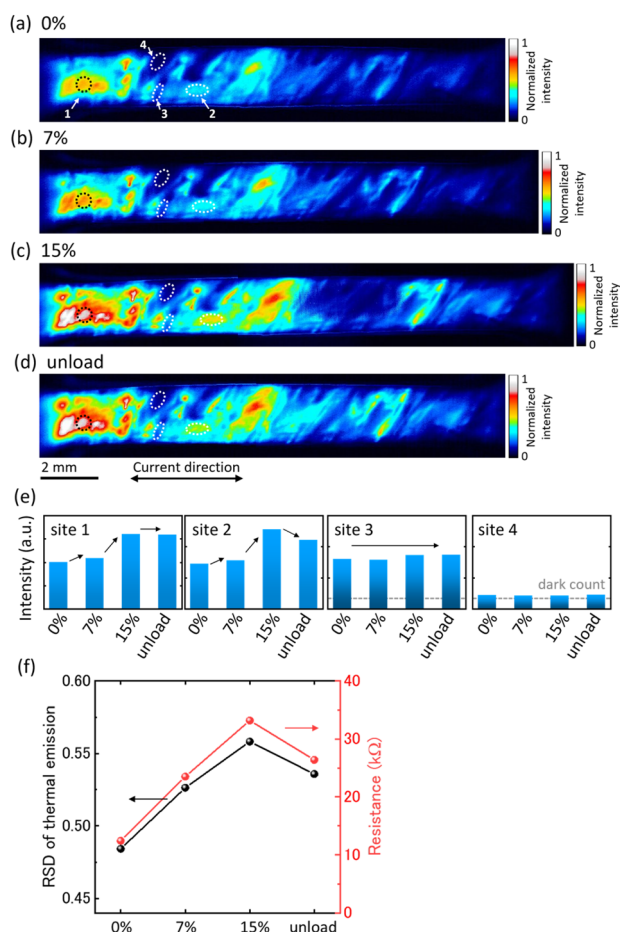 (a) 0%
4
1
3
2
1
0
Normalized
intensity
(b) 7%
1
0
Normalized
intensity
(c) 15%
1
0
Normalized
intensity
(d) unload
1
0
Normalized
intensity
2 mm
Current direction
(e)
Intensity (a.u.)
site 1
site 2
site 3
site 4
dark count
0%
7%
15%
unload
0%
7%
15%
unload
0%
7%
15%
unload
0%
7%
15%
unload
(f)
RSD of thermal emission
0.60
0.55
0.50
0.45
40
30
20
10
0
Resistance (kΩ)
0%
7%
15%
unload